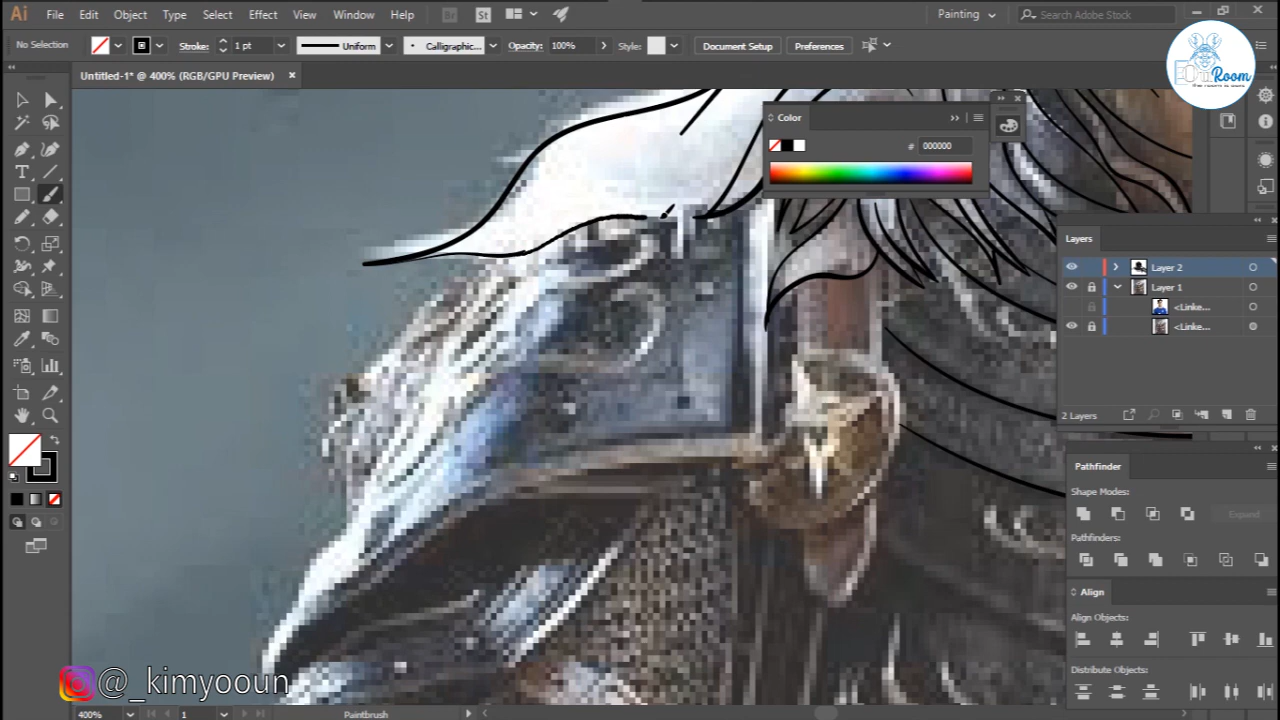 Ai File Edit Object Type Select Effect View Window Help Br St Painting Search Adobe Stock
No Selection Stroke: 1 pt Uniform Calligraphic... Opacity: 100% Style: Document Setup Preferences
Room
Untitled-1* @ 400% (RGB/GPU Preview)
Color
# 000000
Layers
Layer 2
Layer 1
<Linke...
<Linke...
2 Layers
Pathfinder
Shape Modes:
Expand
Pathfinders:
Align
Align Objects:
Distribute Objects:
@_kimyooun
400% 1 Paintbrush